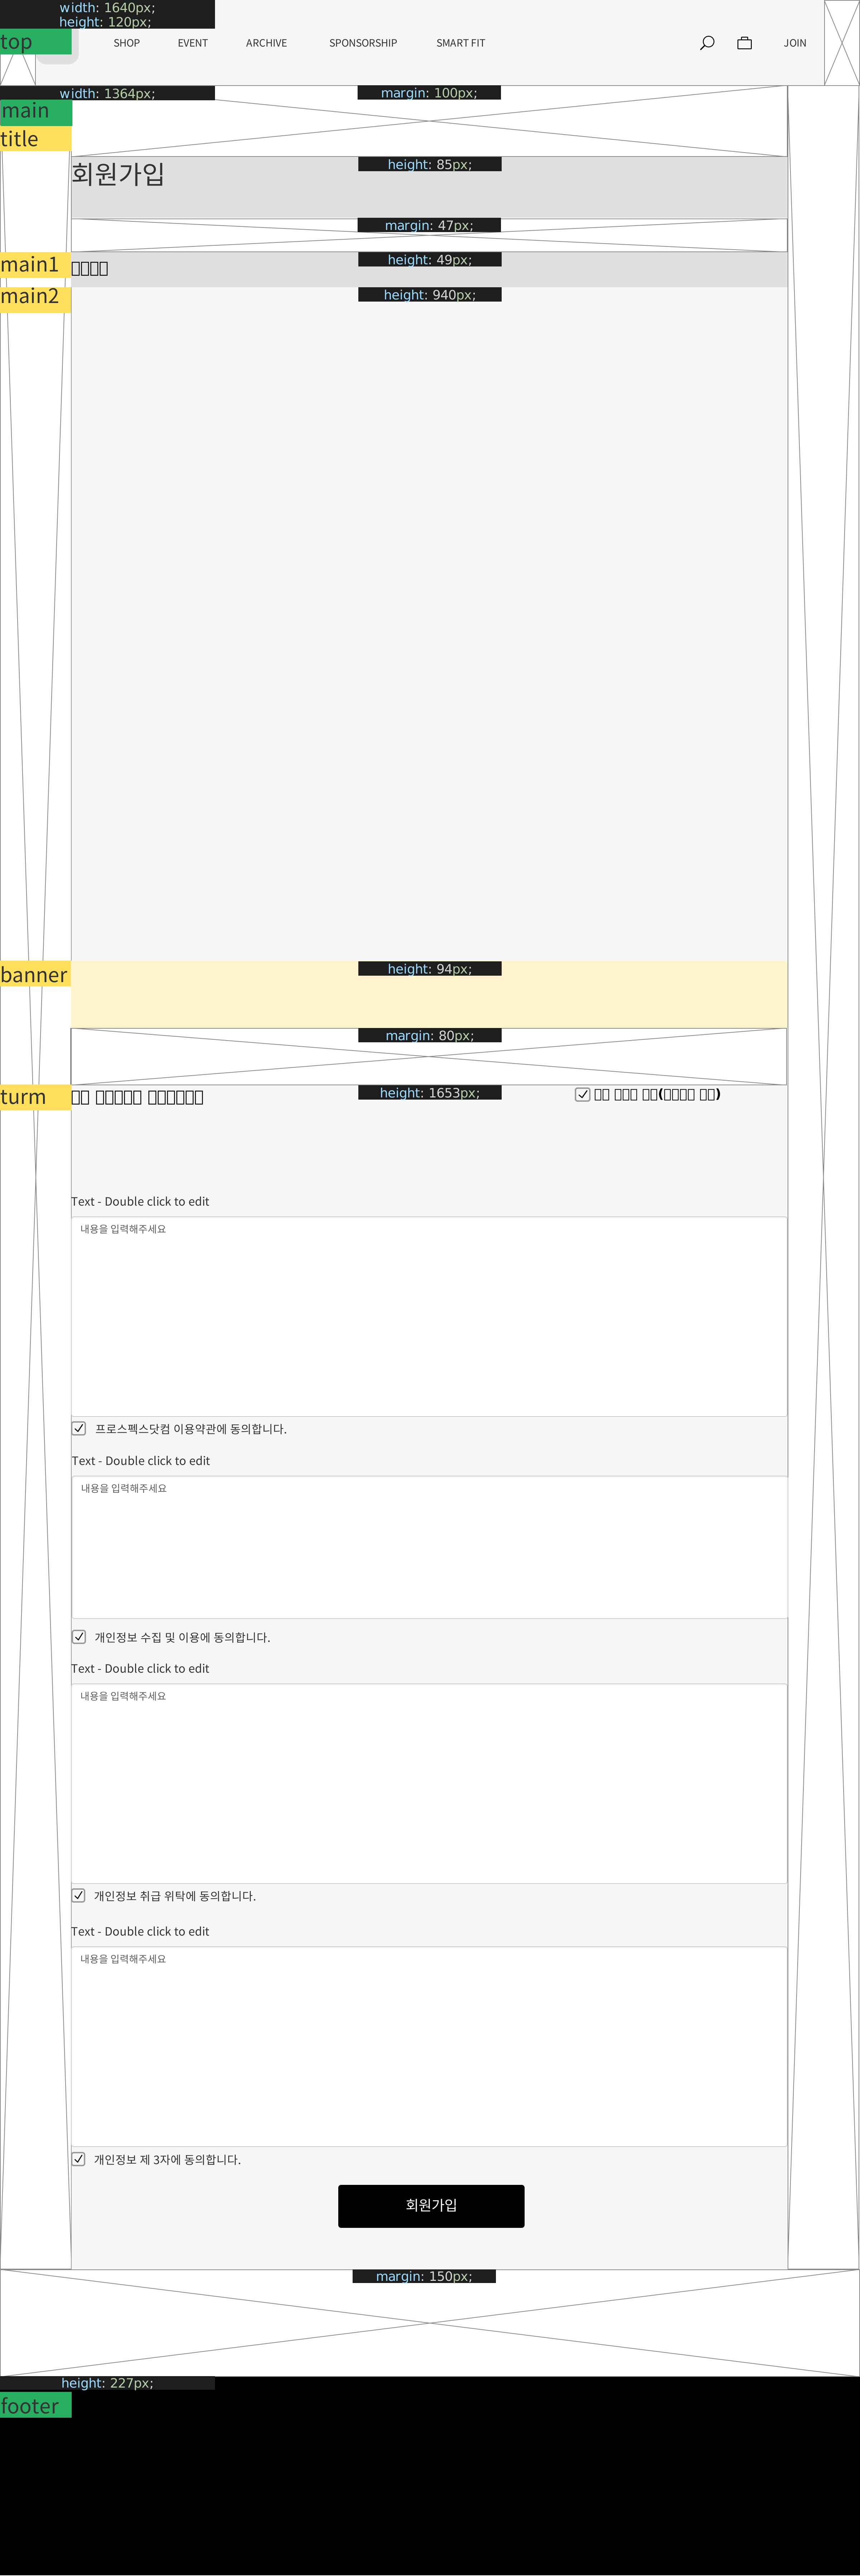 width: 1640px;
height: 120px;
top
SHOP EVENT ARCHIVE SPONSORSHIP SMART FIT JOIN
width: 1364px;
margin: 100px;
main
title
회원가입
height: 85px;
margin: 47px;
main1
height: 49px;
main2
height: 940px;
banner
height: 94px;
margin: 80px;
turm
height: 1653px;
Text - Double click to edit
내용을 입력해주세요
프로스펙스닷컴 이용약관에 동의합니다.
Text - Double click to edit
내용을 입력해주세요
개인정보 수집 및 이용에 동의합니다.
Text - Double click to edit
내용을 입력해주세요
개인정보 취급 위탁에 동의합니다.
Text - Double click to edit
내용을 입력해주세요
개인정보 제 3자에 동의합니다.
회원가입
margin: 150px;
height: 227px;
footer